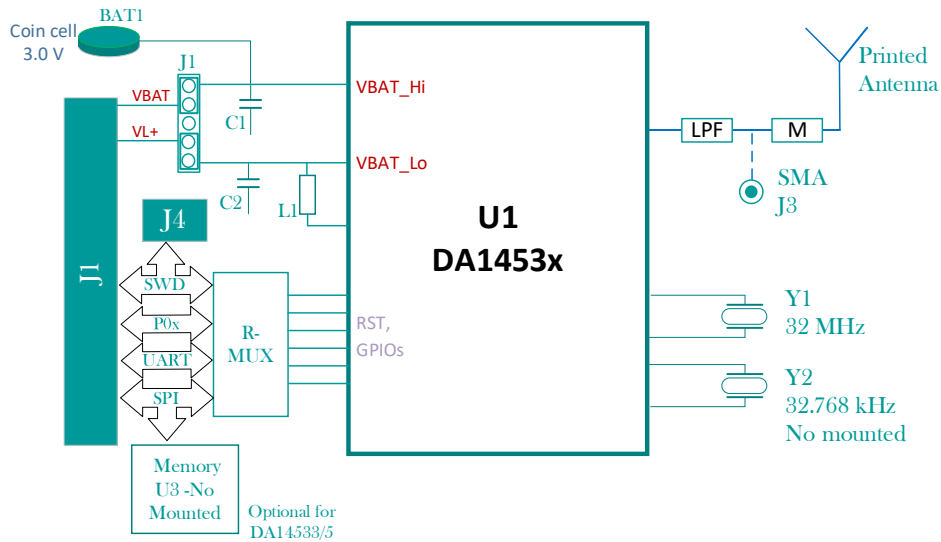 BAT1
Coin cell
3.0 V
J1
VBAT
VL+
C1
C2
L1
VBAT_Hi
VBAT_Lo
U1
DA1453x
LPF
M
Printed
Antenna
SMA
J3
J4
J1
SWD
P0x
UART
SPI
R-
MUX
RST,
GPIOs
Y1
32 MHz
Y2
32.768 kHz
No mounted
Memory
U3 -No
Mounted
Optional for
DA14533/5